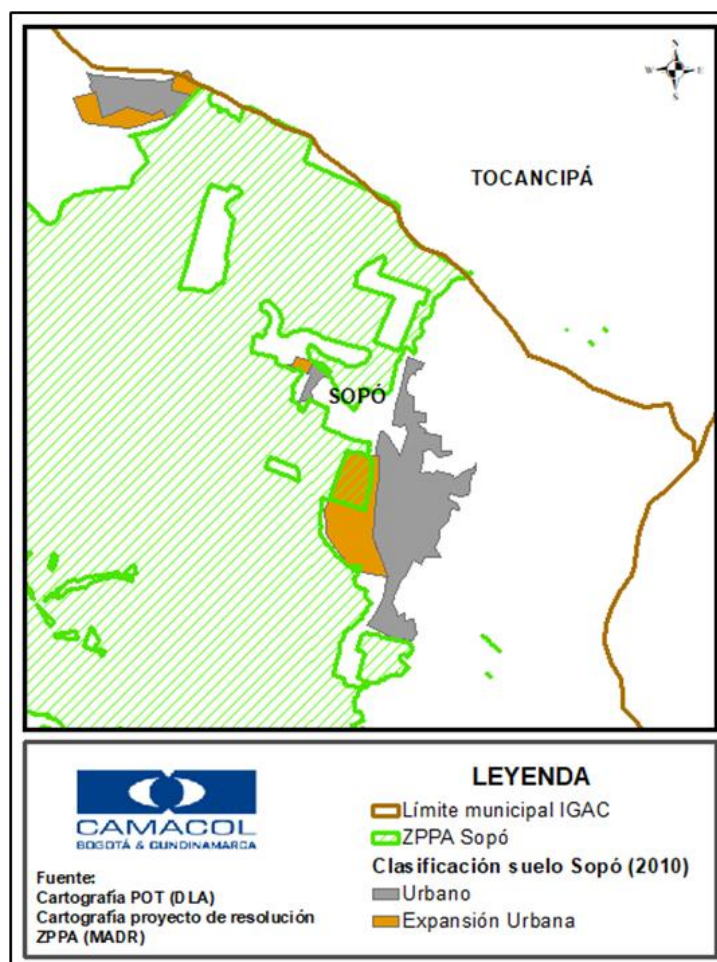 N
W E
S
TOCANCIPÁ
SOPÓ
CAMACOL
BOGOTÁ & CUNDINAMARCA
Fuente:
Cartografía POT (DLA)
Cartografía proyecto de resolución
ZPPA (MADR)
LEYENDA
Límite municipal IGAC
ZPPA Sopó
Clasificación suelo Sopó (2010)
Urbano
Expansión Urbana